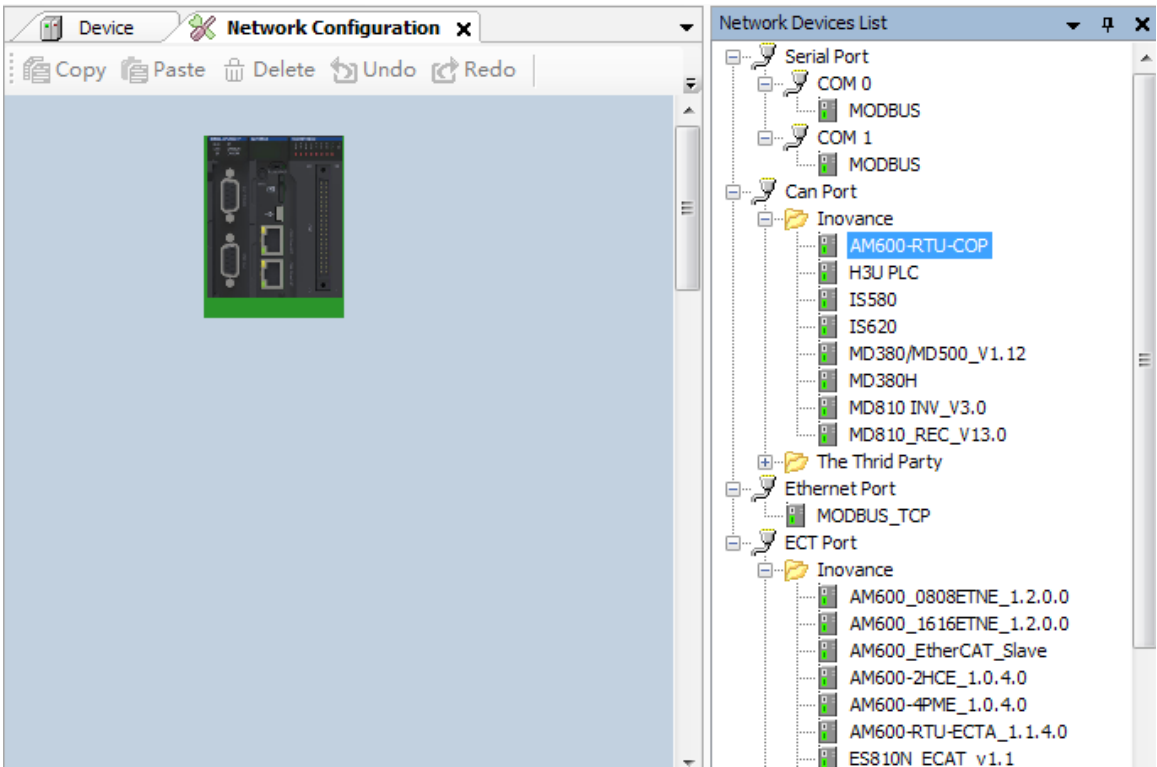 Device
Network Configuration
Copy Paste Delete Undo Redo
Network Devices List
Serial Port
COM 0
MODBUS
COM 1
MODBUS
Can Port
Inovance
AM600-RTU-COP
H3U PLC
IS580
IS620
MD380/MD500_V1.12
MD380H
MD810 INV_V3.0
MD810_REC_V13.0
The Thrid Party
Ethernet Port
MODBUS_TCP
ECT Port
Inovance
AM600_0808ETNE_1.2.0.0
AM600_1616ETNE_1.2.0.0
AM600_EtherCAT_Slave
AM600-2HCE_1.0.4.0
AM600-4PME_1.0.4.0
AM600-RTU-ECTA_1.1.4.0
ES810N_ECAT_v1.1